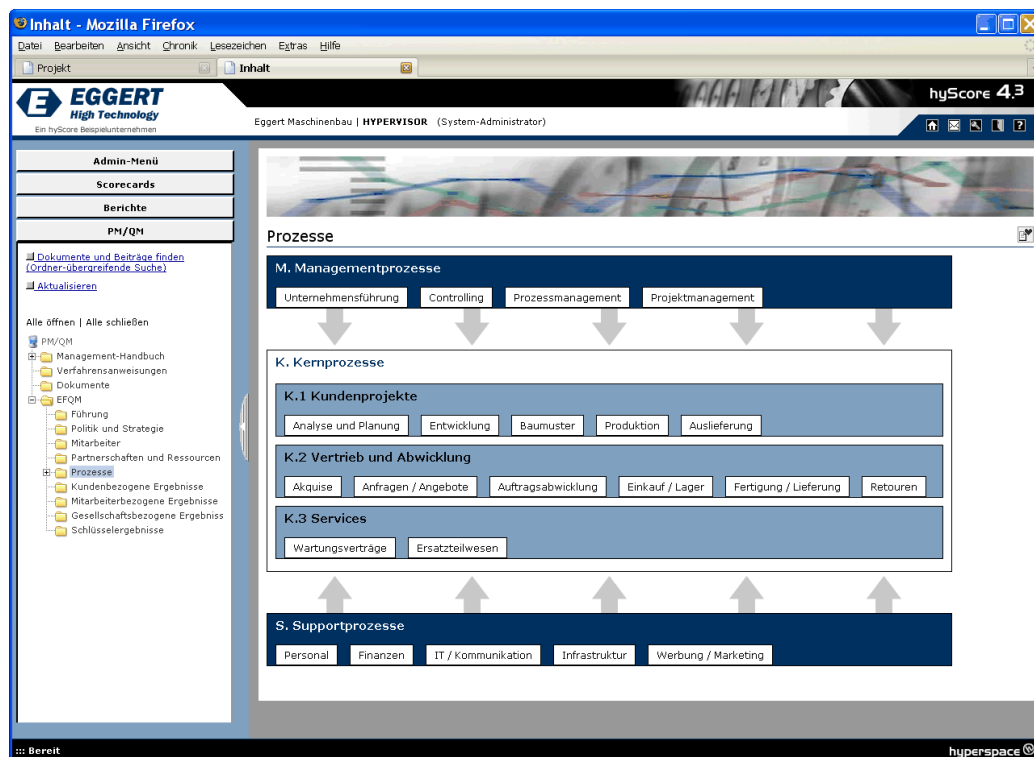 Inhalt - Mozilla Firefox
Datei Bearbeiten Ansicht Chronik Lesezeichen Extras Hilfe
Projekt Inhalt
EGGERT
High Technology
Ein hyScore Beispielunternehmen
Eggert Maschinenbau | HYPERVISOR (System-Administrator)
hyScore 4.3
Admin-Menü
Scorecards
Berichte
PM/QM
Dokumente und Beiträge finden
(Ordner-übergreifende Suche)
Aktualisieren
Alle öffnen | Alle schließen
PM/QM
Management-Handbuch
Verfahrensanweisungen
Dokumente
EFQM
Führung
Politik und Strategie
Mitarbeiter
Partnerschaften und Ressourcen
Prozesse
Kundenbezogene Ergebnisse
Mitarbeiterbezogene Ergebnisse
Gesellschaftsbezogene Ergebniss
Schlüsselergebnisse
Prozesse
M. Managementprozesse
Unternehmensführung Controlling Prozessmanagement Projektmanagement
K. Kernprozesse
K.1 Kundenprojekte
Analyse und Planung Entwicklung Baumuster Produktion Auslieferung
K.2 Vertrieb und Abwicklung
Akquise Anfragen / Angebote Auftragsabwicklung Einkauf / Lager Fertigung / Lieferung Retouren
K.3 Services
Wartungsverträge Ersatzteilwesen
S. Supportprozesse
Personal Finanzen IT / Kommunikation Infrastruktur Werbung / Marketing
::: Bereit
hyperspace